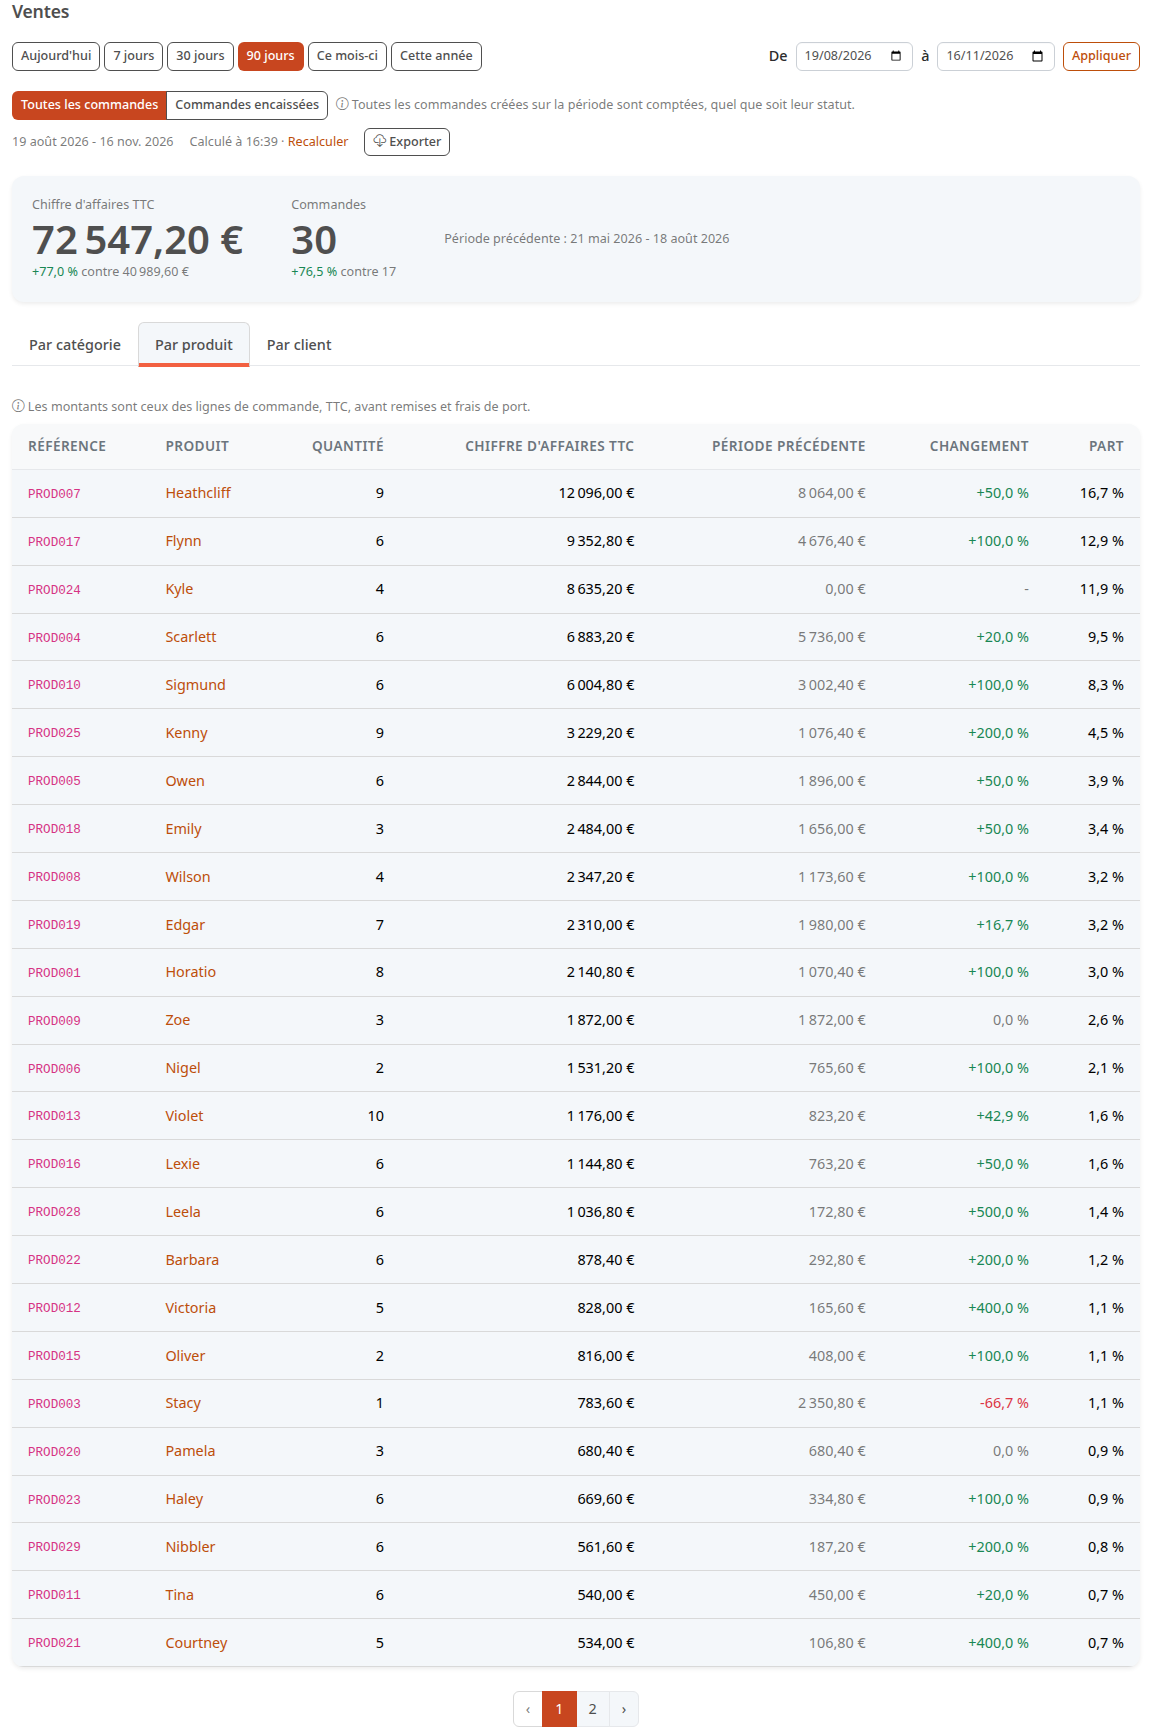 Ventes
Aujourd'hui 7 jours 30 jours 90 jours Ce mois-ci Cette année De 19/08/2026 à 16/11/2026 Appliquer
Toutes les commandes Commandes encaissées Toutes les commandes créées sur la période sont comptées, quel que soit leur statut.
19 août 2026 - 16 nov. 2026 Calculé à 16:39 · Recalculer Exporter
Chiffre d'affaires TTC Commandes
72 547,20 € 30 Période précédente : 21 mai 2026 - 18 août 2026
+77,0 % contre 40 989,60 € +76,5 % contre 17
Par catégorie Par produit Par client
Les montants sont ceux des lignes de commande, TTC, avant remises et frais de port.
RÉFÉRENCE PRODUIT QUANTITÉ CHIFFRE D'AFFAIRES TTC PÉRIODE PRÉCÉDENTE CHANGEMENT PART
PROD007 Heathcliff 9 12 096,00 € 8 064,00 € +50,0 % 16,7 %
PROD017 Flynn 6 9 352,80 € 4 676,40 € +100,0 % 12,9 %
PROD024 Kyle 4 8 635,20 € 0,00 € - 11,9 %
PROD004 Scarlett 6 6 883,20 € 5 736,00 € +20,0 % 9,5 %
PROD010 Sigmund 6 6 004,80 € 3 002,40 € +100,0 % 8,3 %
PROD025 Kenny 9 3 229,20 € 1 076,40 € +200,0 % 4,5 %
PROD005 Owen 6 2 844,00 € 1 896,00 € +50,0 % 3,9 %
PROD018 Emily 3 2 484,00 € 1 656,00 € +50,0 % 3,4 %
PROD008 Wilson 4 2 347,20 € 1 173,60 € +100,0 % 3,2 %
PROD019 Edgar 7 2 310,00 € 1 980,00 € +16,7 % 3,2 %
PROD001 Horatio 8 2 140,80 € 1 070,40 € +100,0 % 3,0 %
PROD009 Zoe 3 1 872,00 € 1 872,00 € 0,0 % 2,6 %
PROD006 Nigel 2 1 531,20 € 765,60 € +100,0 % 2,1 %
PROD013 Violet 10 1 176,00 € 823,20 € +42,9 % 1,6 %
PROD016 Lexie 6 1 144,80 € 763,20 € +50,0 % 1,6 %
PROD028 Leela 6 1 036,80 € 172,80 € +500,0 % 1,4 %
PROD022 Barbara 6 878,40 € 292,80 € +200,0 % 1,2 %
PROD012 Victoria 5 828,00 € 165,60 € +400,0 % 1,1 %
PROD015 Oliver 2 816,00 € 408,00 € +100,0 % 1,1 %
PROD003 Stacy 1 783,60 € 2 350,80 € -66,7 % 1,1 %
PROD020 Pamela 3 680,40 € 680,40 € 0,0 % 0,9 %
PROD023 Haley 6 669,60 € 334,80 € +100,0 % 0,9 %
PROD029 Nibbler 6 561,60 € 187,20 € +200,0 % 0,8 %
PROD011 Tina 6 540,00 € 450,00 € +20,0 % 0,7 %
PROD021 Courtney 5 534,00 € 106,80 € +400,0 % 0,7 %
‹ 1 2 ›